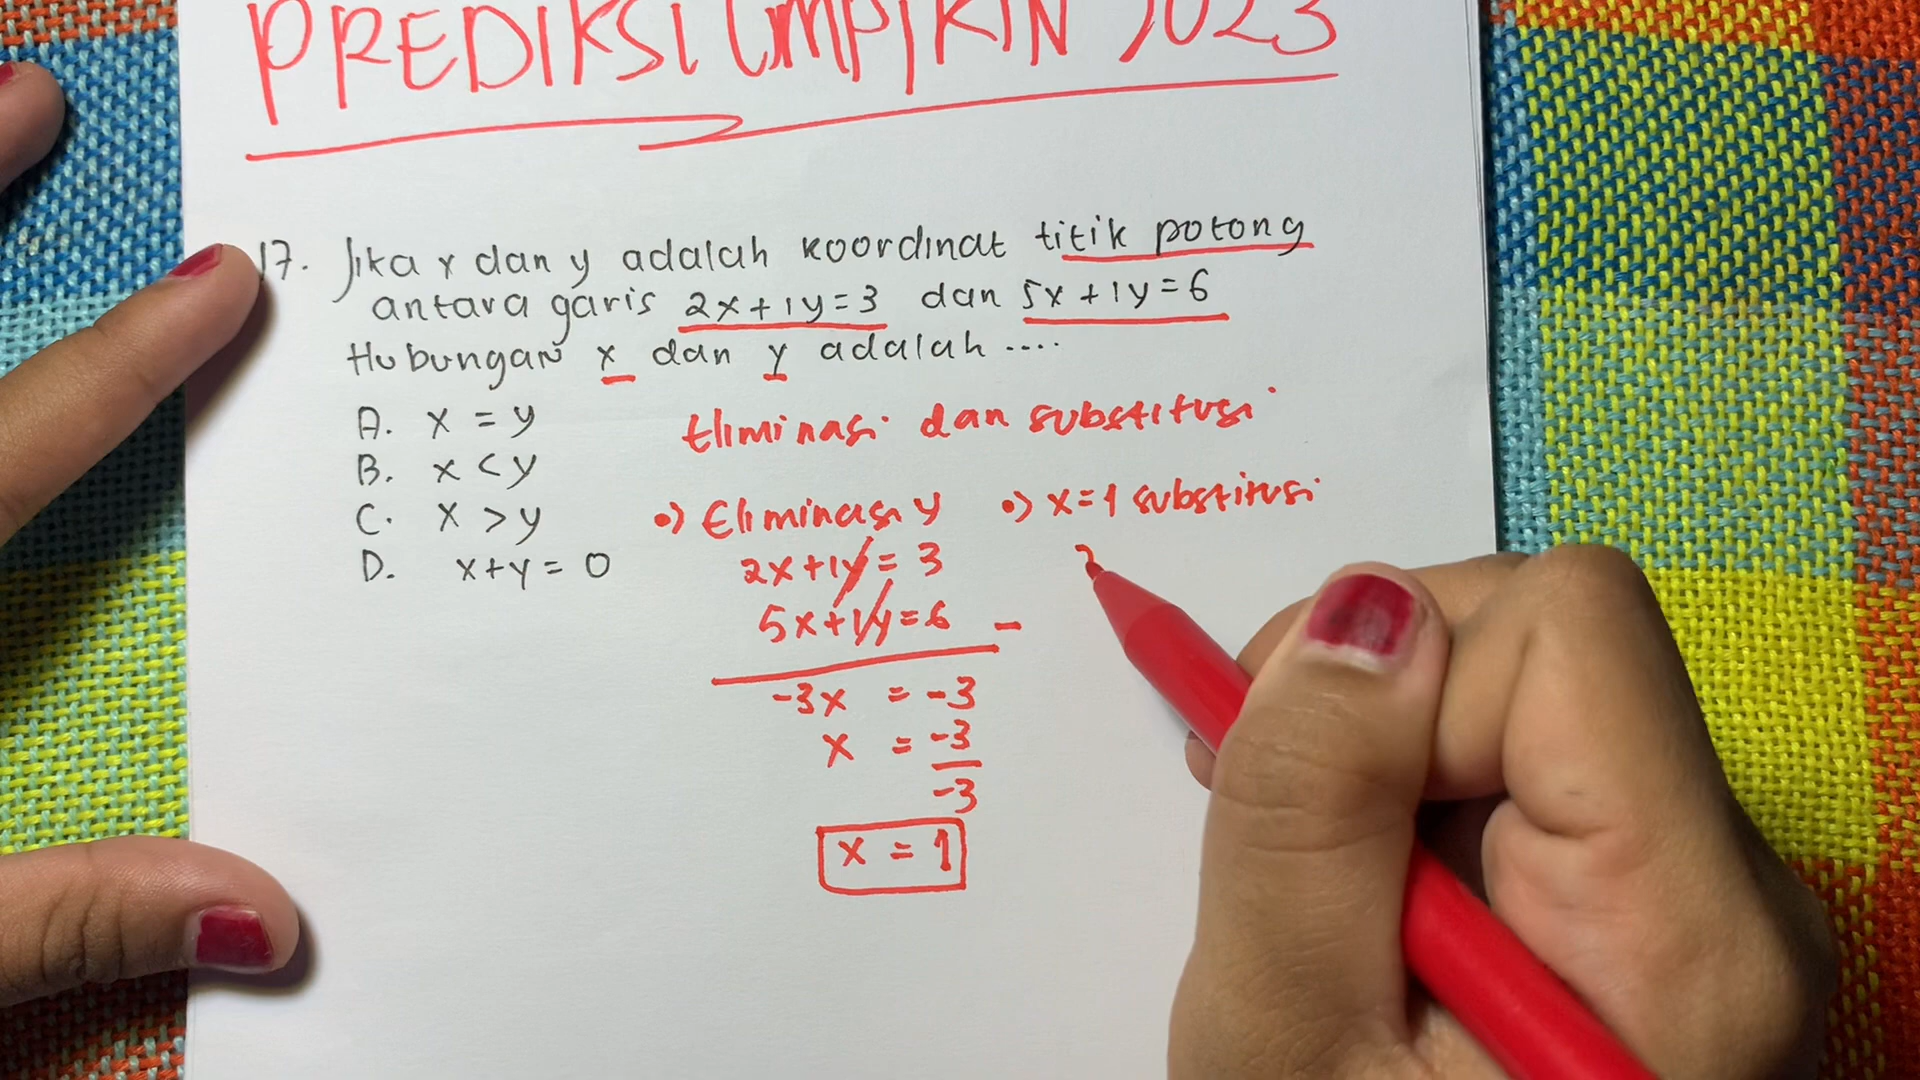 PREDIKSI UMPTKIN 2023
17. Jika x dan y adalah koordinat titik potong
antara garis 2x+1y=3 dan 5x+1y=6
Hubungan x dan y adalah ....
A. x = y
B. x < y
C. x > y
D. x+y = 0
Eliminasi dan substitusi
•) Eliminasi y
2x+1y = 3
5x+1y=6 -
-3x = -3
x = -3
-3
x = 1
•) x=1 substitusi
2